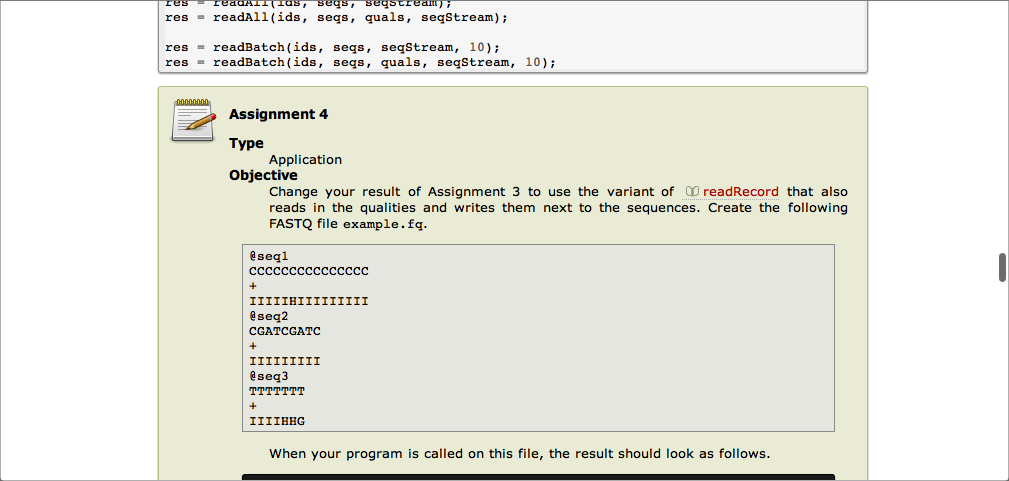 res = readAll(ids, seqs, seqStream);
res = readAll(ids, seqs, quals, seqStream);
res = readBatch(ids, seqs, seqStream, 10);
res = readBatch(ids, seqs, quals, seqStream, 10);
Assignment 4
Type
Application
Objective
Change your result of Assignment 3 to use the variant of readRecord that also
reads in the qualities and writes them next to the sequences. Create the following
FASTQ file example.fq.
@seq1
CCCCCCCCCCCCCCC
+
IIIIIHIIIIIIIII
@seq2
CGATCGATC
+
IIIIIIIII
@seq3
TTTTTTT
+
IIIIHHG
When your program is called on this file, the result should look as follows.